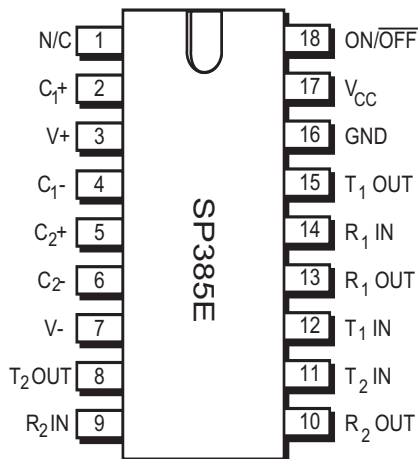 N/C 1 18 ON/OFF
C1+ 2 17 VCC
V+ 3 16 GND
C1- 4 15 T1 OUT
C2+ 5 14 R1 IN
C2- 6 13 R1 OUT
V- 7 12 T1 IN
T2OUT 8 11 T2 IN
R2IN 9 10 R2 OUT
SP385E